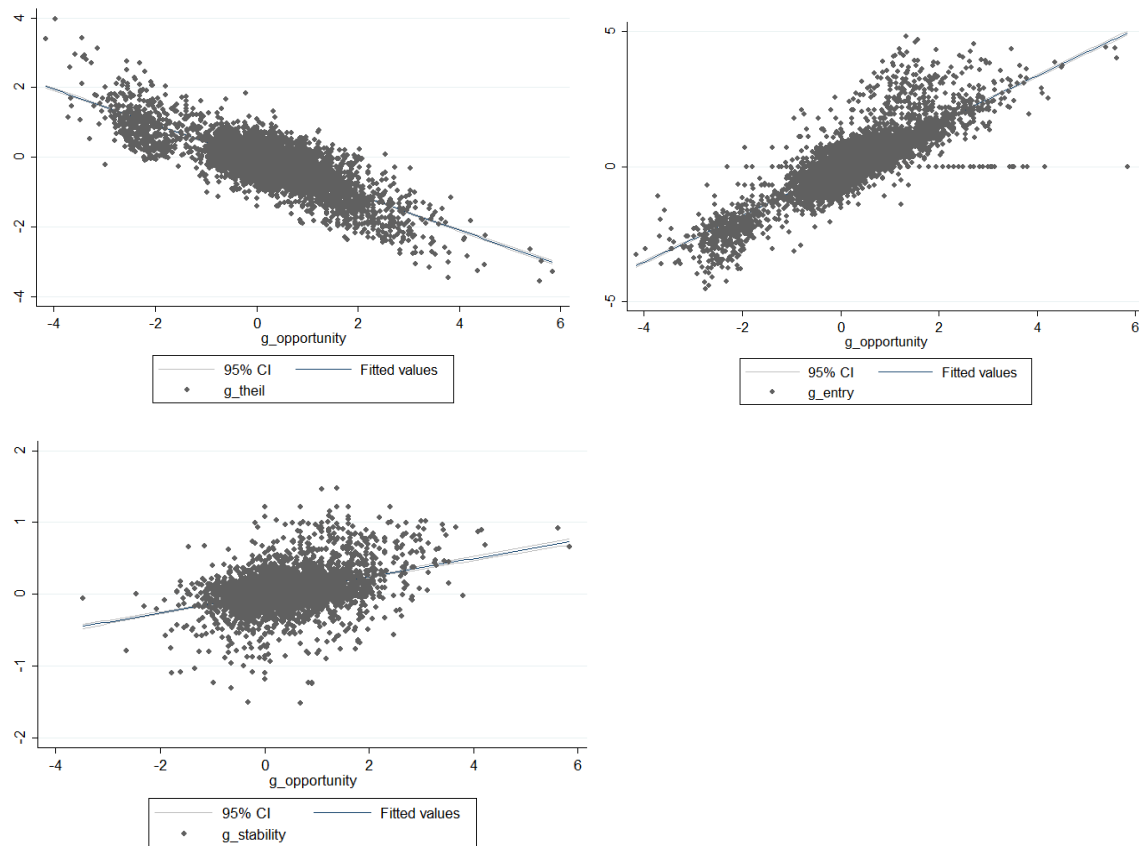 4
2
0
-2
-4
-4 -2 0 2 4 6
g_opportunity
95% CI Fitted values
g_theil
5
0
-5
-4 -2 0 2 4 6
g_opportunity
95% CI Fitted values
g_entry
2
1
0
-1
-2
-4 -2 0 2 4 6
g_opportunity
95% CI Fitted values
g_stability